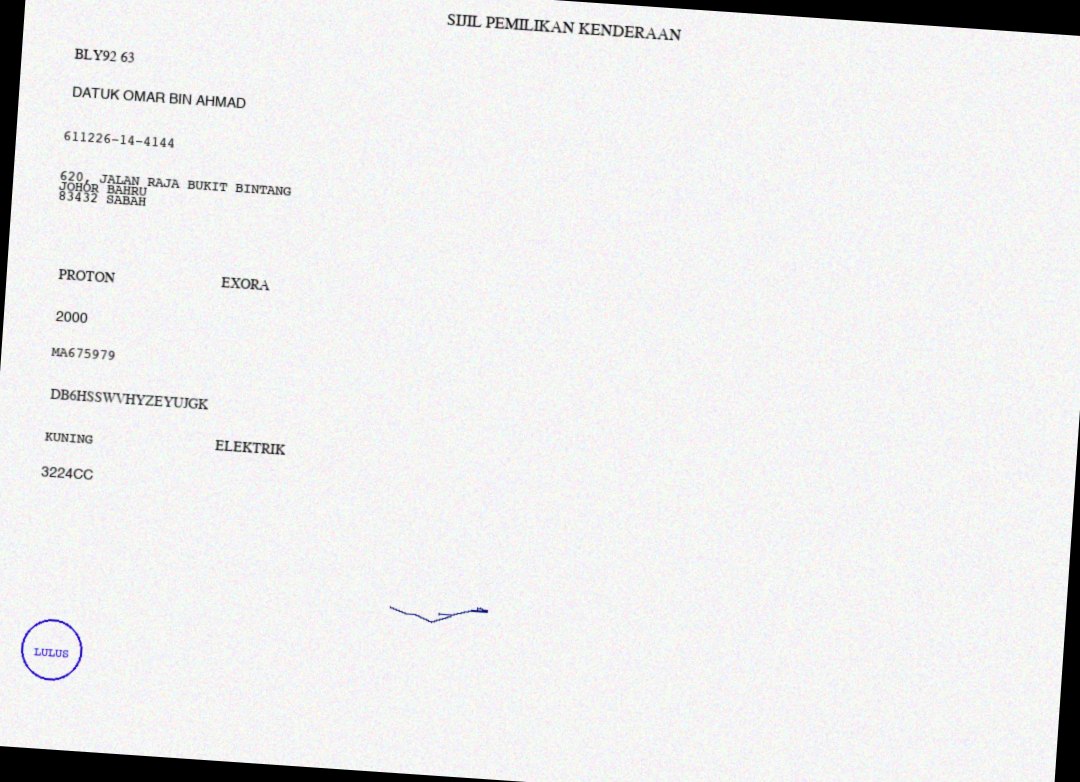 SIJIL PEMILIKAN KENDERAAN
BLY92 63
DATUK OMAR BIN AHMAD
611226-14-4144
620, JALAN RAJA BUKIT BINTANG
JOHOR BAHRU
83432 SABAH
PROTON EXORA
2000
MA675979
DB6HSSWVHYZEYUJGK
KUNING ELEKTRIK
3224CC
LULUS